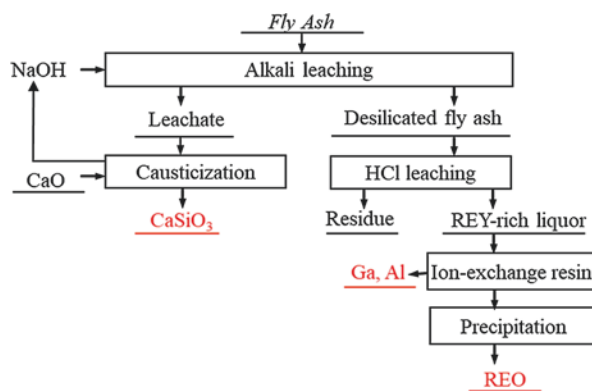 Fly Ash
NaOH
Alkali leaching
Leachate
Desilicated fly ash
CaO
Causticization
HCl leaching
CaSiO₃
Residue
REY-rich liquor
Ga, Al
Ion-exchange resin
Precipitation
REO